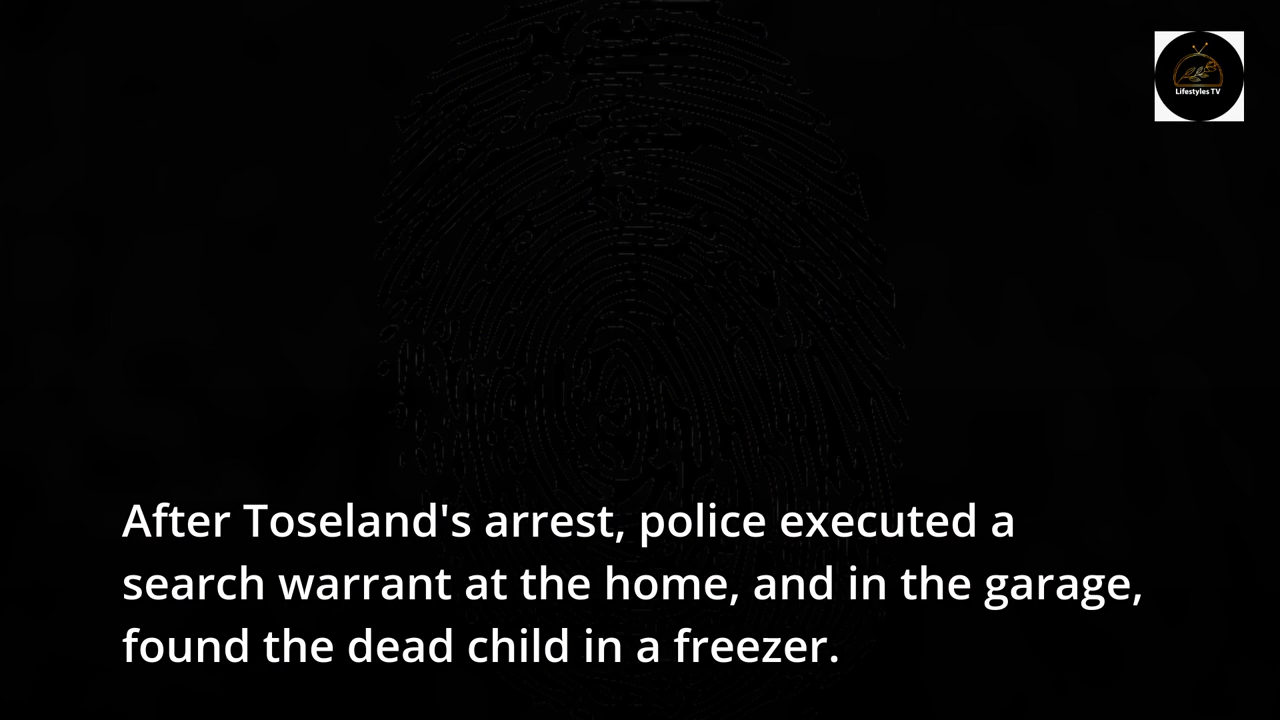 Lifestyles TV
After Toseland's arrest, police executed a
search warrant at the home, and in the garage,
found the dead child in a freezer.